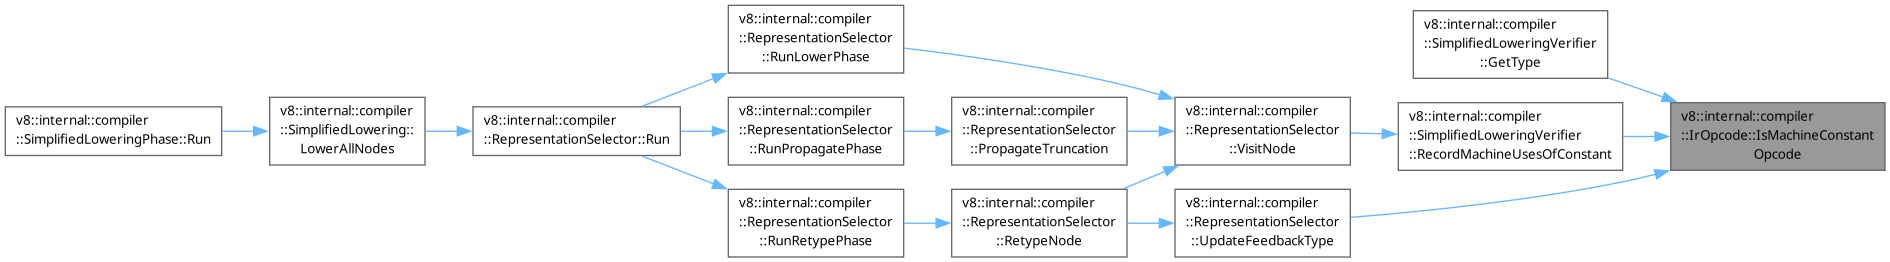 v8::internal::compiler
::SimplifiedLoweringPhase::Run
v8::internal::compiler
::SimplifiedLowering::
LowerAllNodes
v8::internal::compiler
::RepresentationSelector::Run
v8::internal::compiler
::RepresentationSelector
::RunLowerPhase
v8::internal::compiler
::RepresentationSelector
::RunPropagatePhase
v8::internal::compiler
::RepresentationSelector
::RunRetypePhase
v8::internal::compiler
::RepresentationSelector
::PropagateTruncation
v8::internal::compiler
::RepresentationSelector
::RetypeNode
v8::internal::compiler
::RepresentationSelector
::VisitNode
v8::internal::compiler
::RepresentationSelector
::UpdateFeedbackType
v8::internal::compiler
::SimplifiedLoweringVerifier
::GetType
v8::internal::compiler
::SimplifiedLoweringVerifier
::RecordMachineUsesOfConstant
v8::internal::compiler
::IrOpcode::IsMachineConstant
Opcode